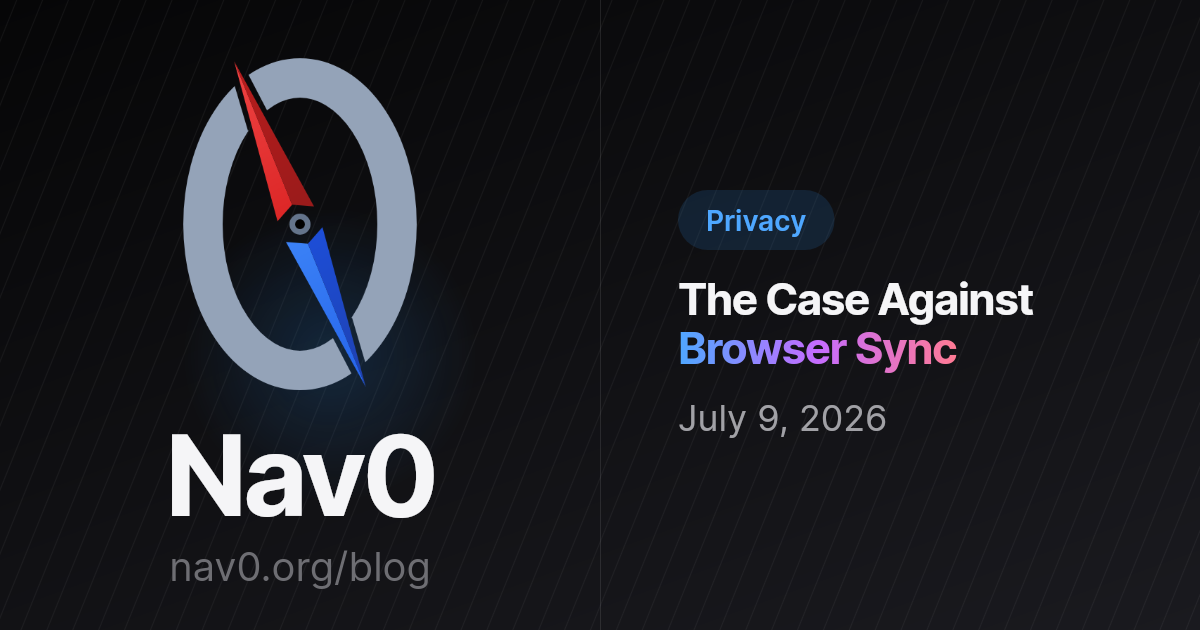 Nav0
nav0.org/blog
Privacy
The Case Against
Browser Sync
July 9, 2026